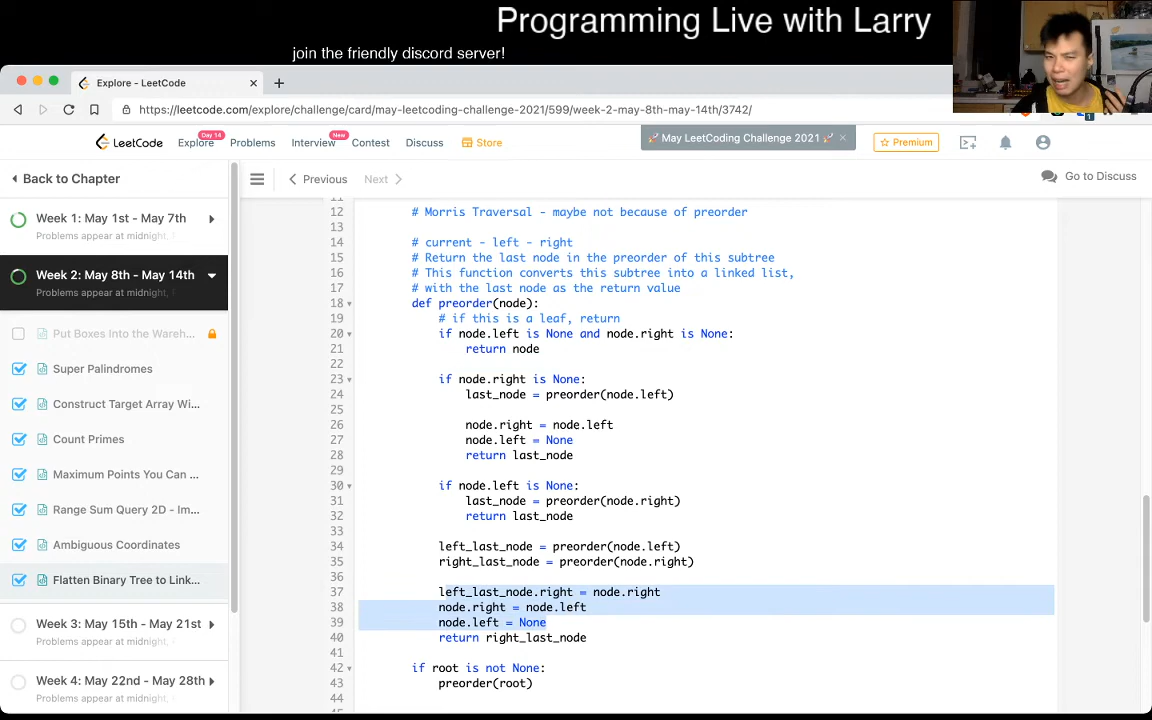 Programming Live with Larry
join the friendly discord server!
Explore - LeetCode
https://leetcode.com/explore/challenge/card/may-leetcoding-challenge-2021/599/week-2-may-8th-may-14th/3742/
LeetCode
Explore
Day 14
Problems
Interview
New
Contest
Discuss
Store
🚀 May LeetCoding Challenge 2021 🚀
Premium
Back to Chapter
Previous
Next
Go to Discuss
Week 1: May 1st - May 7th
Problems appear at midnight,
Week 2: May 8th - May 14th
Problems appear at midnight,
Put Boxes Into the Wareh...
Super Palindromes
Construct Target Array Wi...
Count Primes
Maximum Points You Can ...
Range Sum Query 2D - Im...
Ambiguous Coordinates
Flatten Binary Tree to Link...
Week 3: May 15th - May 21st
Problems appear at midnight,
Week 4: May 22nd - May 28th
Problems appear at midnight,
11
12 # Morris Traversal - maybe not because of preorder
13
14 # current - left - right
15 # Return the last node in the preorder of this subtree
16 # This function converts this subtree into a linked list,
17 # with the last node as the return value
18 def preorder(node):
19 # if this is a leaf, return
20 if node.left is None and node.right is None:
21 return node
22
23 if node.right is None:
24 last_node = preorder(node.left)
25
26 node.right = node.left
27 node.left = None
28 return last_node
29
30 if node.left is None:
31 last_node = preorder(node.right)
32 return last_node
33
34 left_last_node = preorder(node.left)
35 right_last_node = preorder(node.right)
36
37 left_last_node.right = node.right
38 node.right = node.left
39 node.left = None
40 return right_last_node
41
42 if root is not None:
43 preorder(root)
44